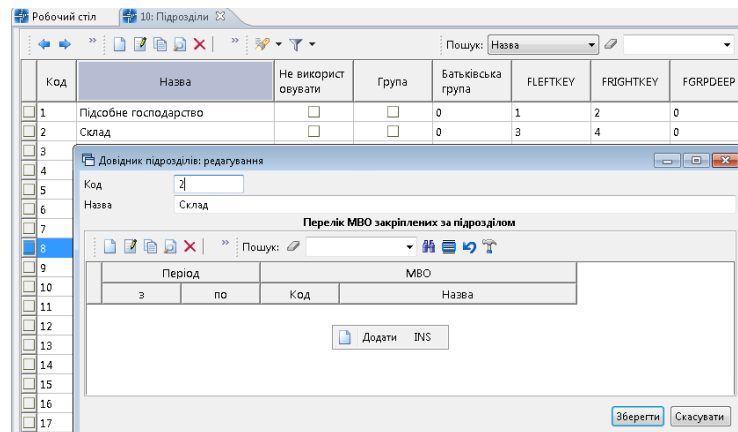 Робочий стіл 10: Підрозділи
» » Пошук: Назва
Код Назва Не використ овувати Група Батьківська група FLEFTKEY FRIGHTKEY FGRPDEEP
1 Підсобне господарство 0 1 2 0
2 Склад 0 3 4 0
3
Довідник підрозділів: редагування
4
Код 2
5
Назва Склад
6
Перелік МВО закріплених за підрозділом
7
» Пошук:
8
9
Період МВО
10
з по Код Назва
11
12
Додати INS
13
14
15
16
Зберегти Скасувати
17